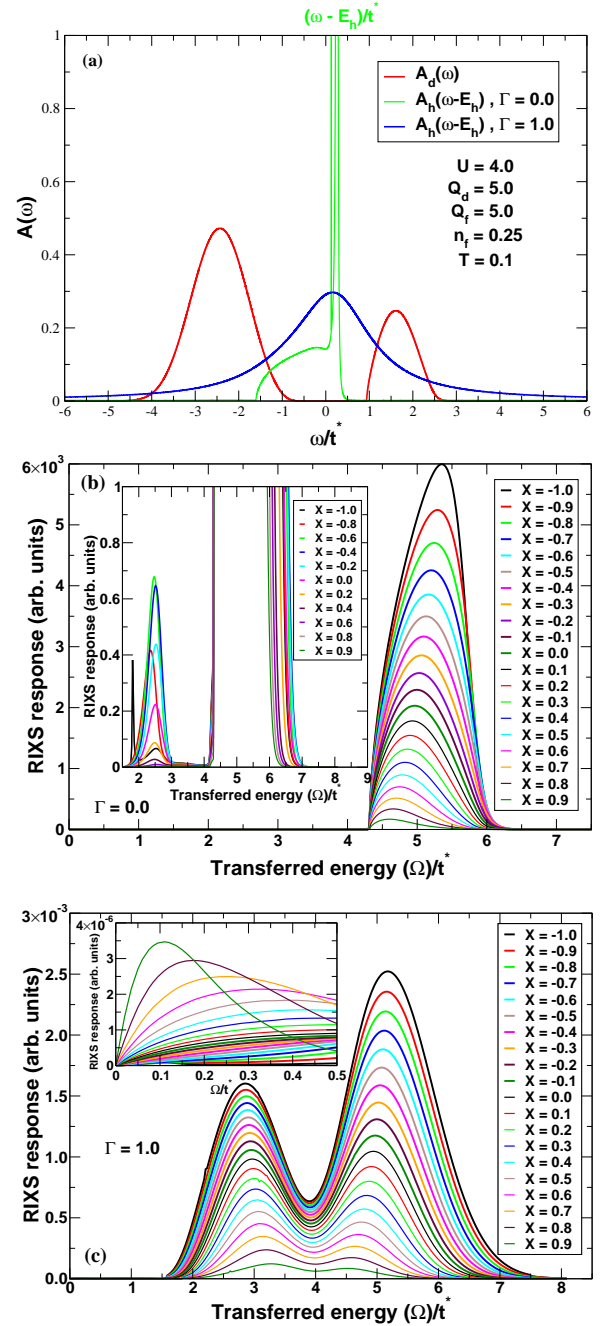 (ω - E_h)/t*
(a)
A_d(ω)
A_h(ω-E_h) , Γ = 0.0
A_h(ω-E_h) , Γ = 1.0
U = 4.0
Q_d = 5.0
Q_f = 5.0
n_f = 0.25
T = 0.1
A(ω)
1
0.8
0.6
0.4
0.2
0
-6 -5 -4 -3 -2 -1 0 1 2 3 4 5 6
ω/t*
(b)
RIXS response (arb. units)
6×10³
5
4
3
2
1
0
0 1 2 3 4 5 6 7
Transferred energy (Ω)/t*
Γ = 0.0
RIXS response (arb. units)
1
0.8
0.6
0.4
0.2
0
2 3 4 5 6 7 8 9
Transferred energy (Ω)/t*
X = -1.0
X = -0.8
X = -0.6
X = -0.4
X = -0.2
X = 0.0
X = 0.2
X = 0.4
X = 0.6
X = 0.8
X = 0.9
X = -1.0
X = -0.9
X = -0.8
X = -0.7
X = -0.6
X = -0.5
X = -0.4
X = -0.3
X = -0.2
X = -0.1
X = 0.0
X = 0.1
X = 0.2
X = 0.3
X = 0.4
X = 0.5
X = 0.6
X = 0.7
X = 0.8
X = 0.9
RIXS response (arb. units)
3×10⁻³
2.5
2.0
1.5
1.0
0.5
0.0
0 1 2 3 4 5 6 7 8
Transferred energy (Ω)/t*
Γ = 1.0
(c)
RIXS response (arb. units)
4×10⁻⁶
3
2
1
0
0 0.1 0.2 0.3 0.4 0.5
Ω/t*
X = -1.0
X = -0.9
X = -0.8
X = -0.7
X = -0.6
X = -0.5
X = -0.4
X = -0.3
X = -0.2
X = -0.1
X = 0.0
X = 0.1
X = 0.2
X = 0.3
X = 0.4
X = 0.5
X = 0.6
X = 0.7
X = 0.8
X = 0.9